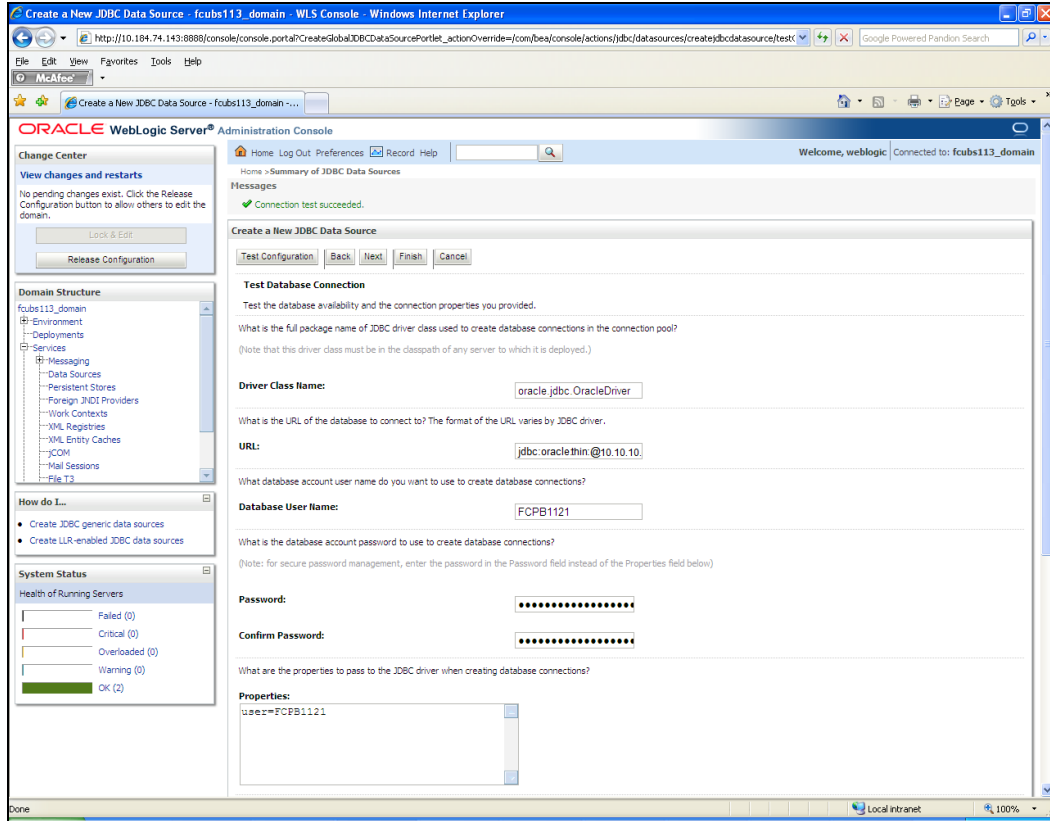 Create a New JDBC Data Source - fcubs113_domain - WLS Console - Windows Internet Explorer
http://10.184.74.143:8888/console/console.portal?CreateGlobalJDBCDataSourcePortlet_actionOverride=/com/bea/console/actions/jdbc/datasources/createjdbcdatasource/test
Google Powered Pandion Search
File Edit View Favorites Tools Help
McAfee
Create a New JDBC Data Source - fcubs113_domain -...
Page Tools
ORACLE WebLogic Server® Administration Console
Change Center
View changes and restarts
No pending changes exist. Click the Release
Configuration button to allow others to edit the
domain.
Lock & Edit
Release Configuration
Domain Structure
fcubs113_domain
Environment
Deployments
Services
Messaging
Data Sources
Persistent Stores
Foreign JNDI Providers
Work Contexts
XML Registries
XML Entity Caches
jCOM
Mail Sessions
File T3
How do I...
Create JDBC generic data sources
Create LLR-enabled JDBC data sources
System Status
Health of Running Servers
Failed (0)
Critical (0)
Overloaded (0)
Warning (0)
OK (2)
Home Log Out Preferences Record Help
Welcome, weblogic Connected to: fcubs113_domain
Home >Summary of JDBC Data Sources
Messages
Connection test succeeded.
Create a New JDBC Data Source
Test Configuration Back Next Finish Cancel
Test Database Connection
Test the database availability and the connection properties you provided.
What is the full package name of JDBC driver class used to create database connections in the connection pool?
(Note that this driver class must be in the classpath of any server to which it is deployed.)
Driver Class Name: oracle.jdbc.OracleDriver
What is the URL of the database to connect to? The format of the URL varies by JDBC driver.
URL: jdbc:oracle:thin:@10.10.10.
What database account user name do you want to use to create database connections?
Database User Name: FCPB1121
What is the database account password to use to create database connections?
(Note: for secure password management, enter the password in the Password field instead of the Properties field below)
Password:
Confirm Password:
What are the properties to pass to the JDBC driver when creating database connections?
Properties:
user=FCPB1121
Done
Local intranet
100%